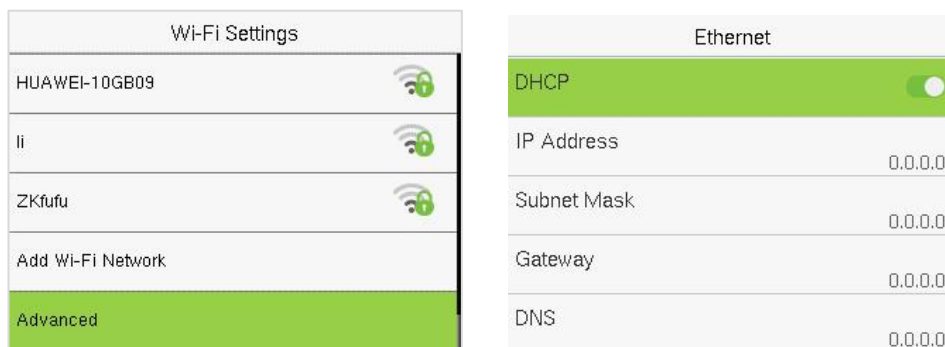 Wi-Fi Settings
HUAWEI-10GB09
li
ZKfufu
Add Wi-Fi Network
Advanced
Ethernet
DHCP
IP Address
0.0.0.0
Subnet Mask
0.0.0.0
Gateway
0.0.0.0
DNS
0.0.0.0